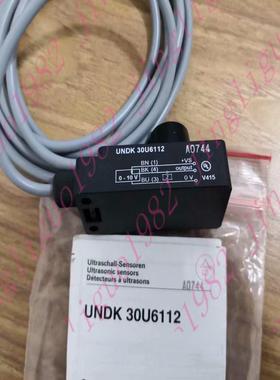 UNDK 30U6112 A0744
BN (1) +VS
BK (4) output
0 - 10 V
BU (3) 0 V
V415
Ultraschall-Sensoren
Ultrasonic sensors
Détecteurs à ultrasons
A0744
UNDK 30U6112